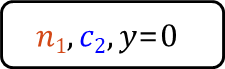 n₁, c₂, y=0